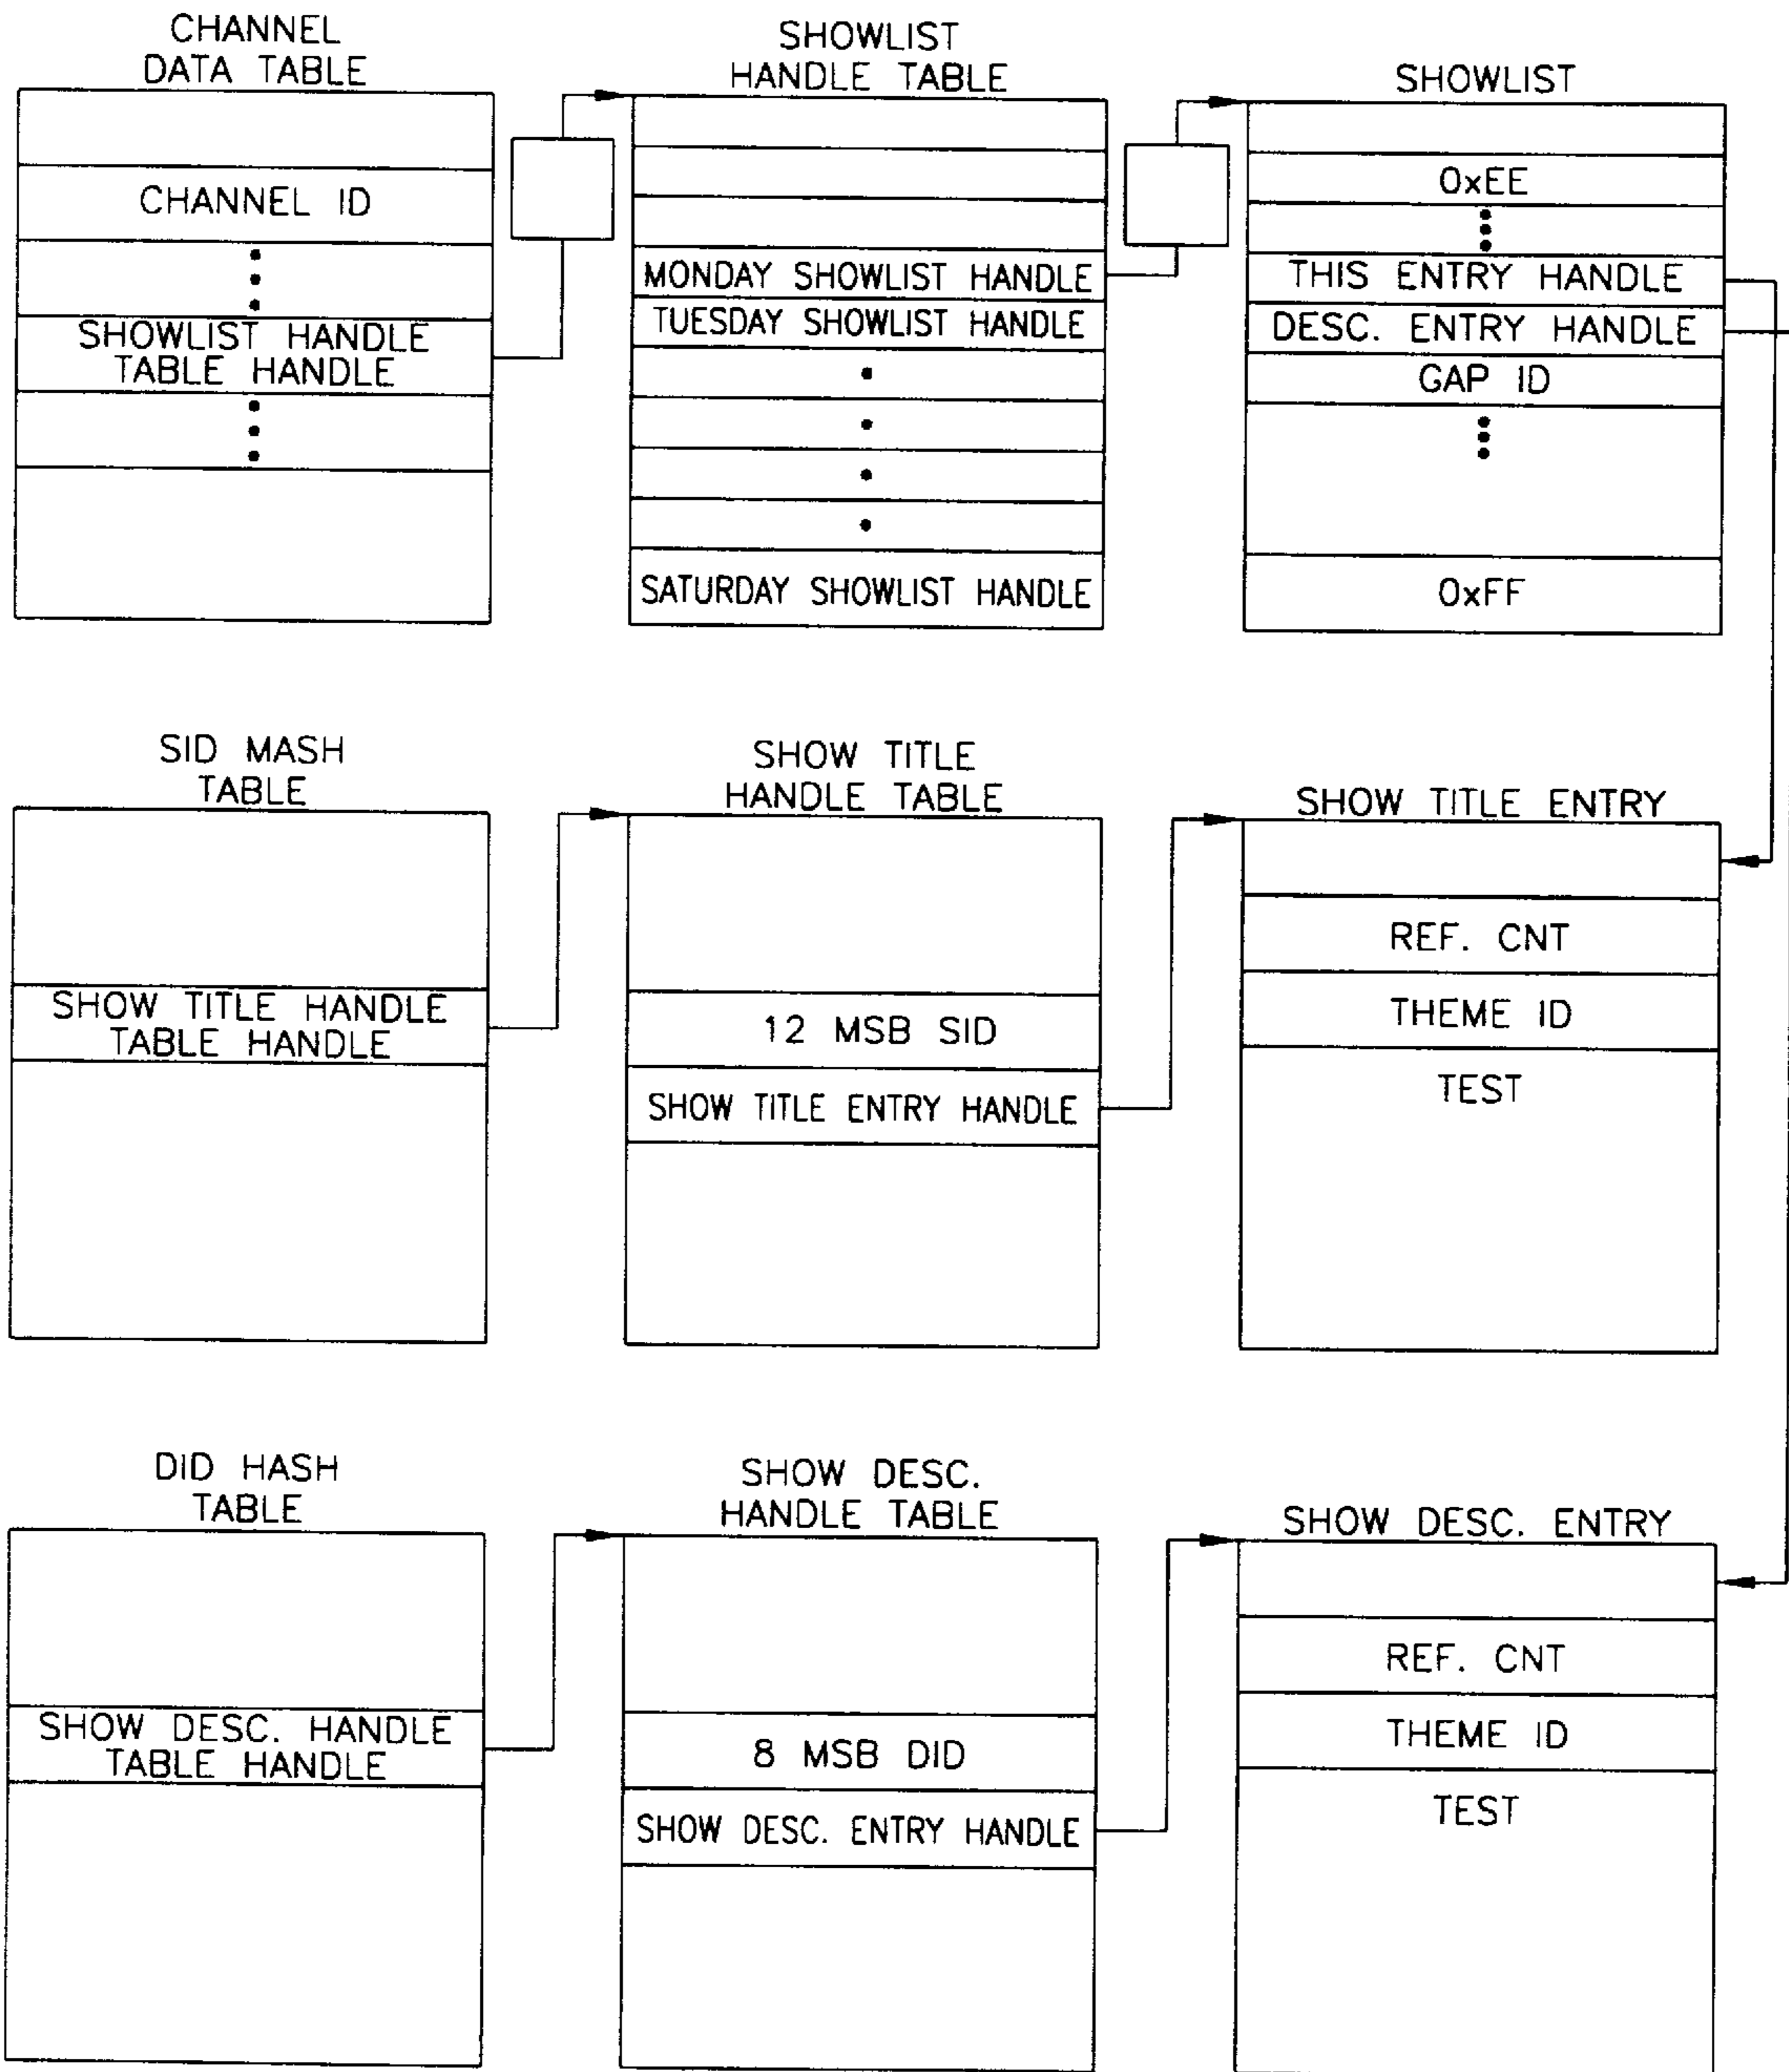 CHANNEL
DATA TABLE
CHANNEL ID
SHOWLIST HANDLE
TABLE HANDLE
SHOWLIST
HANDLE TABLE
MONDAY SHOWLIST HANDLE
TUESDAY SHOWLIST HANDLE
SATURDAY SHOWLIST HANDLE
SHOWLIST
0xEE
THIS ENTRY HANDLE
DESC. ENTRY HANDLE
GAP ID
0xFF
SID MASH
TABLE
SHOW TITLE HANDLE
TABLE HANDLE
SHOW TITLE
HANDLE TABLE
12 MSB SID
SHOW TITLE ENTRY HANDLE
SHOW TITLE ENTRY
REF. CNT
THEME ID
TEST
DID HASH
TABLE
SHOW DESC. HANDLE
TABLE HANDLE
SHOW DESC.
HANDLE TABLE
8 MSB DID
SHOW DESC. ENTRY HANDLE
SHOW DESC. ENTRY
REF. CNT
THEME ID
TEST